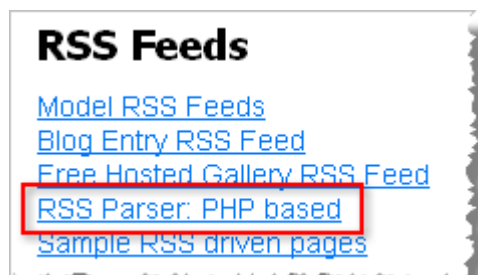 RSS Feeds
Model RSS Feeds
Blog Entry RSS Feed
Free Hosted Gallery RSS Feed
RSS Parser: PHP based
Sample RSS driven pages